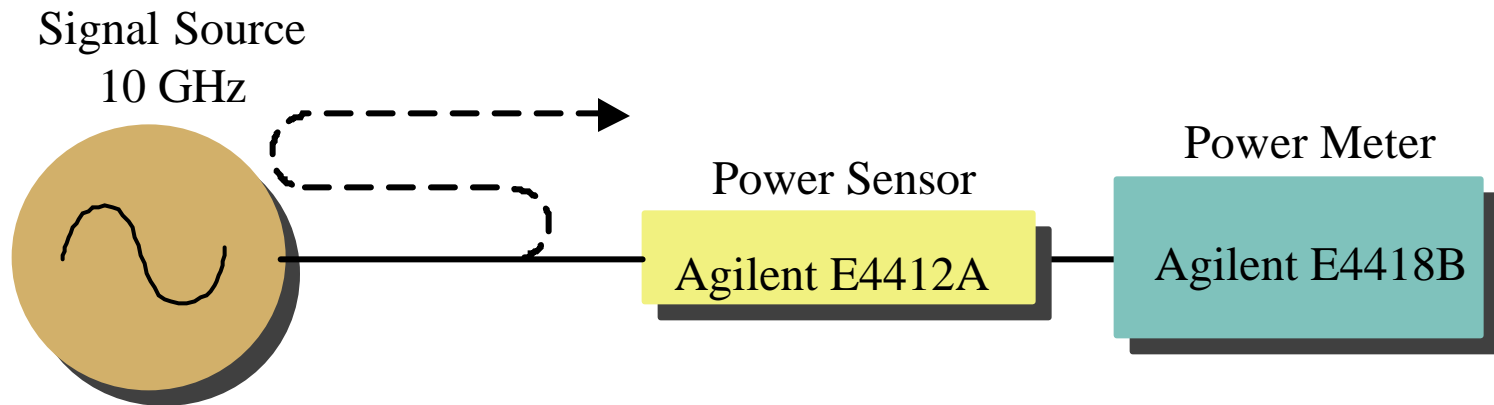 Signal Source
10 GHz
Power Sensor
Agilent E4412A
Power Meter
Agilent E4418B